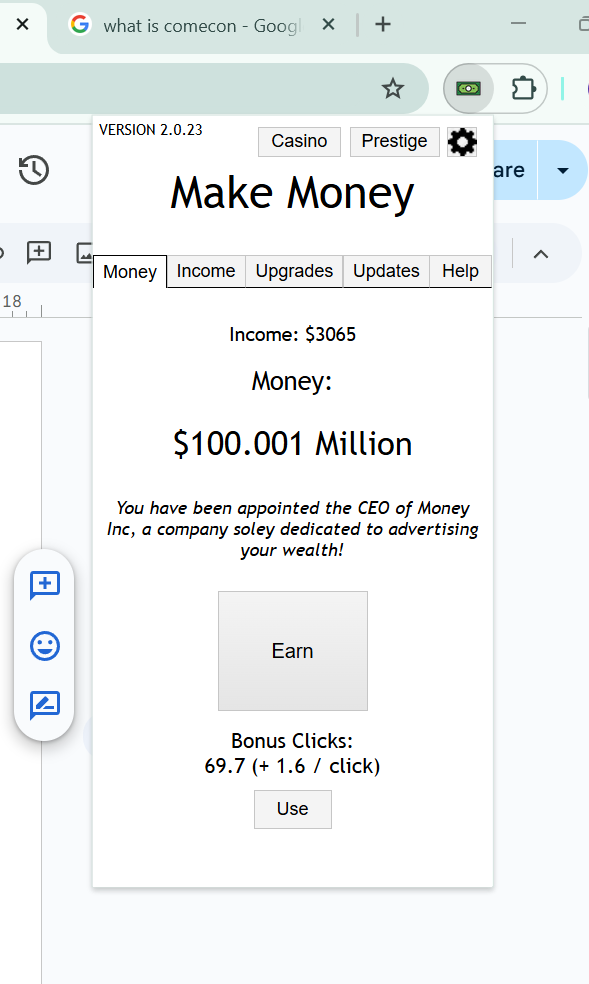 what is comecon - Googl
VERSION 2.0.23
Casino
Prestige
are
Make Money
Money
Income
Upgrades
Updates
Help
18
Income: $3065
Money:
$100.001 Million
You have been appointed the CEO of Money
Inc, a company soley dedicated to advertising
your wealth!
Earn
Bonus Clicks:
69.7 (+ 1.6 / click)
Use